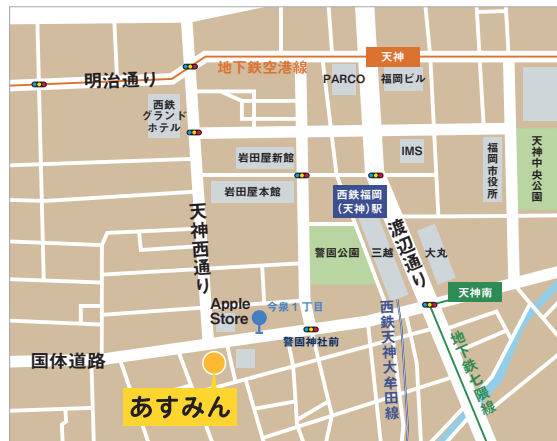 天神
地下鉄空港線
明治通り
PARCO
福岡ビル
西鉄
グランド
ホテル
岩田屋新館
IMS
福岡市役所
天神中央公園
岩田屋本館
西鉄福岡
(天神)駅
天神西通り
渡辺通り
警固公園
三越
大丸
天神南
Apple
Store
今泉1丁目
警固神社前
西鉄天神大牟田線
地下鉄七隈線
国体道路
あすみん